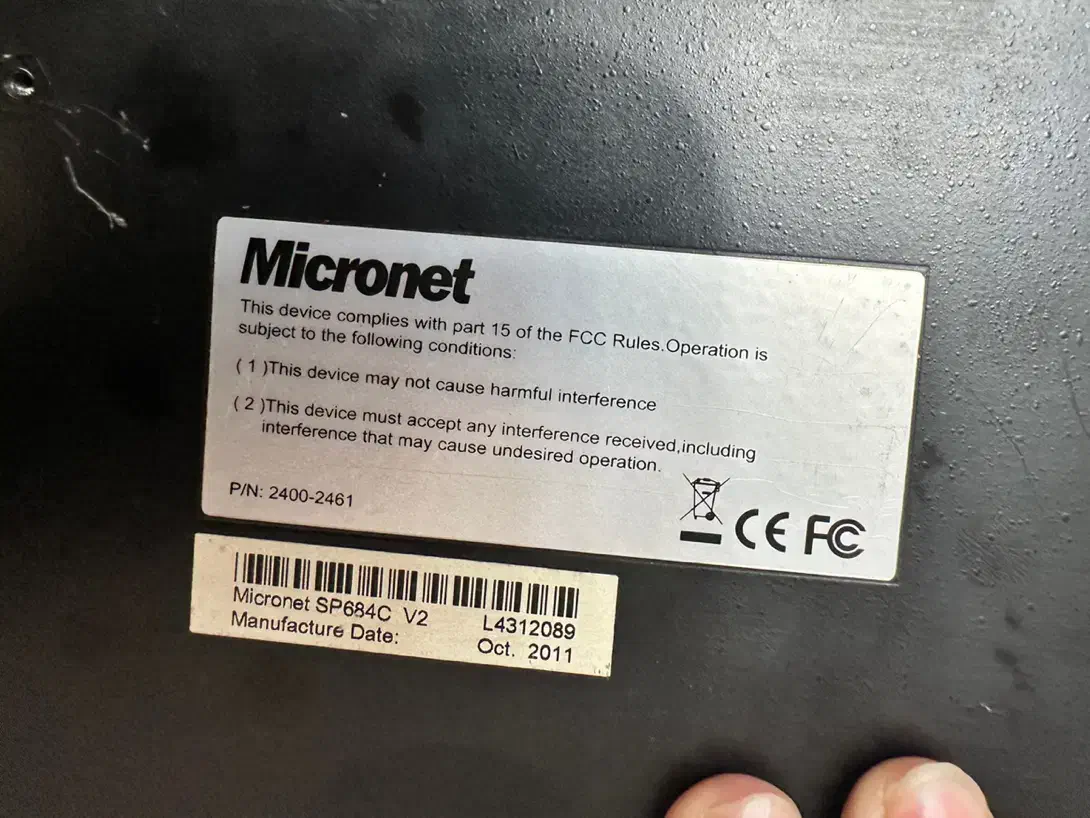 Micronet
This device complies with part 15 of the FCC Rules.Operation is
subject to the following conditions:
( 1 )This device may not cause harmful interference
( 2 )This device must accept any interference received,including
interference that may cause undesired operation.
P/N: 2400-2461
CE FC
Micronet SP684C V2 L4312089
Manufacture Date: Oct. 2011